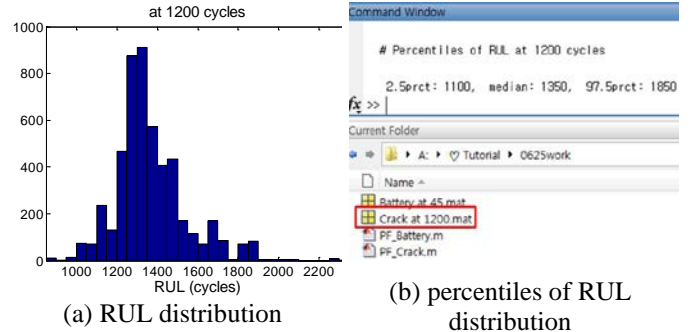 at 1200 cycles
1000
800
600
400
200
0
1000 1200 1400 1600 1800 2000 2200
RUL (cycles)
(a) RUL distribution
Command Window
# Percentiles of RUL at 1200 cycles
2.5prct: 1100, median: 1350, 97.5prct: 1850
fx >>
Current Folder
A: ▸ Tutorial ▸ 0625work
Name
Battery at 45.mat
Crack at 1200.mat
PF_Battery.m
PF_Crack.m
(b) percentiles of RUL
distribution